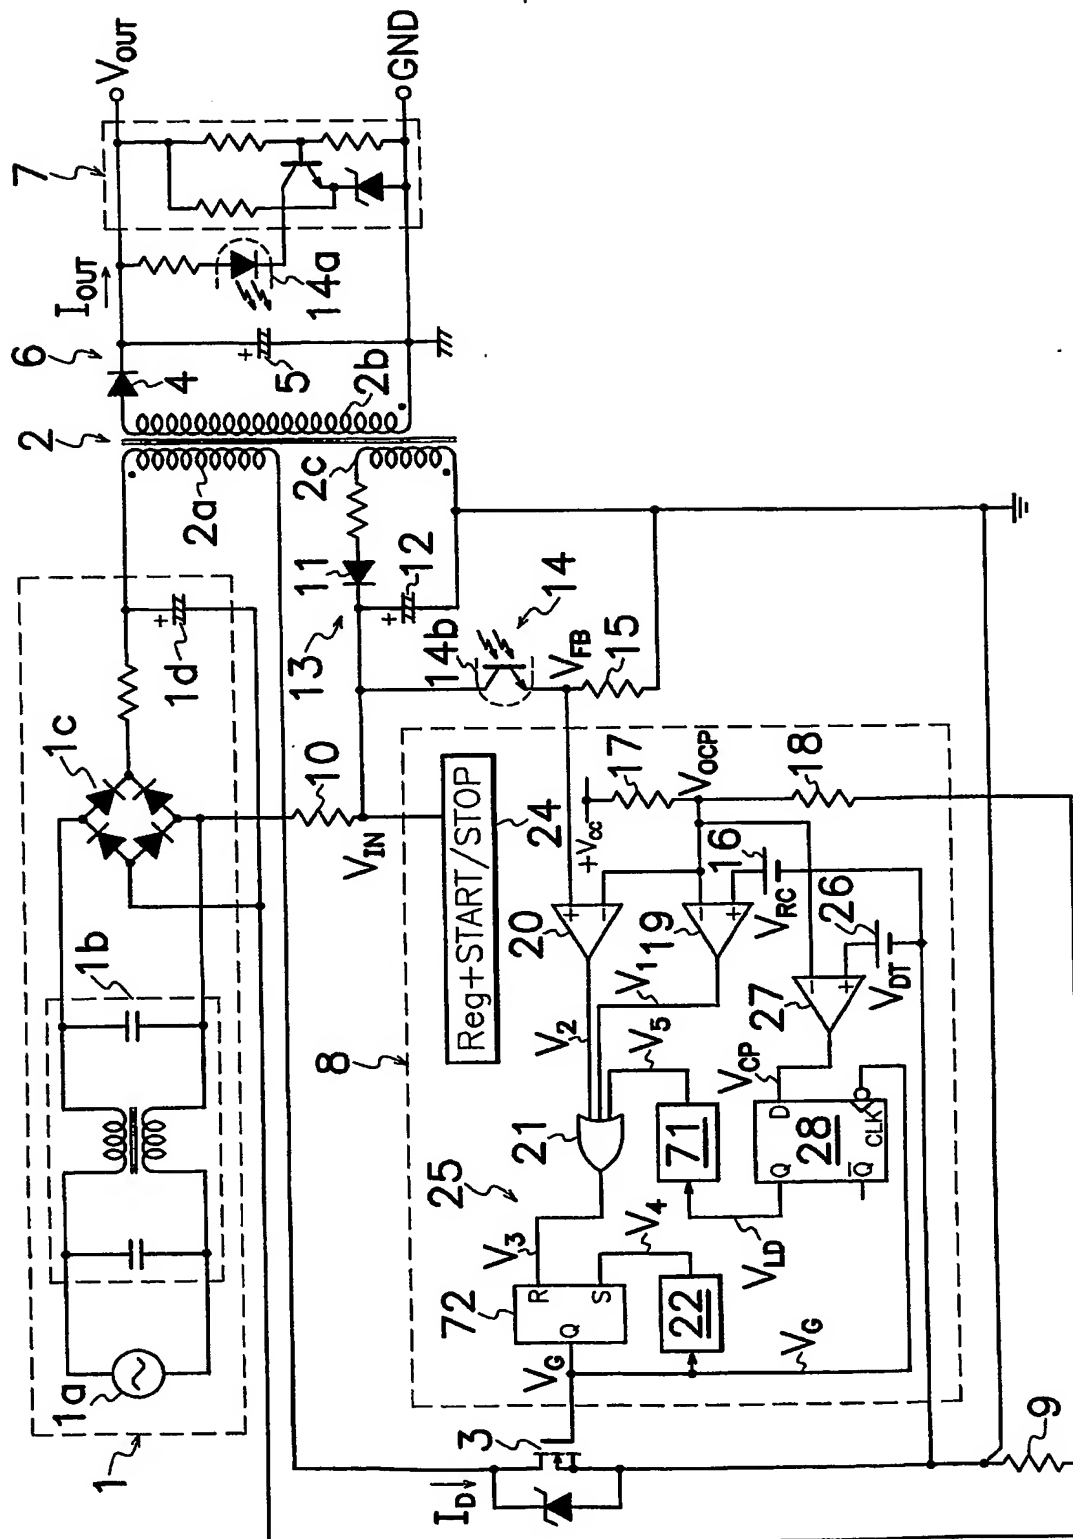 V_OUT
GND
7
I_OUT
14a
6
4
5
2b
2
2a
2c
11
12
13
14
14b
V_FB
15
1d
1c
10
V_IN
1b
1a
1
Reg+START/STOP
24
17
V_OCP
18
+V_CC
16
20
19
V_RC
26
V_DT
27
8
V_2
V_1
V_5
V_CP
21
71
D
28
CLK
Q
Q̅
25
V_3
V_4
V_LD
72
R
S
Q
22
V_G
V_G
3
I_D
9